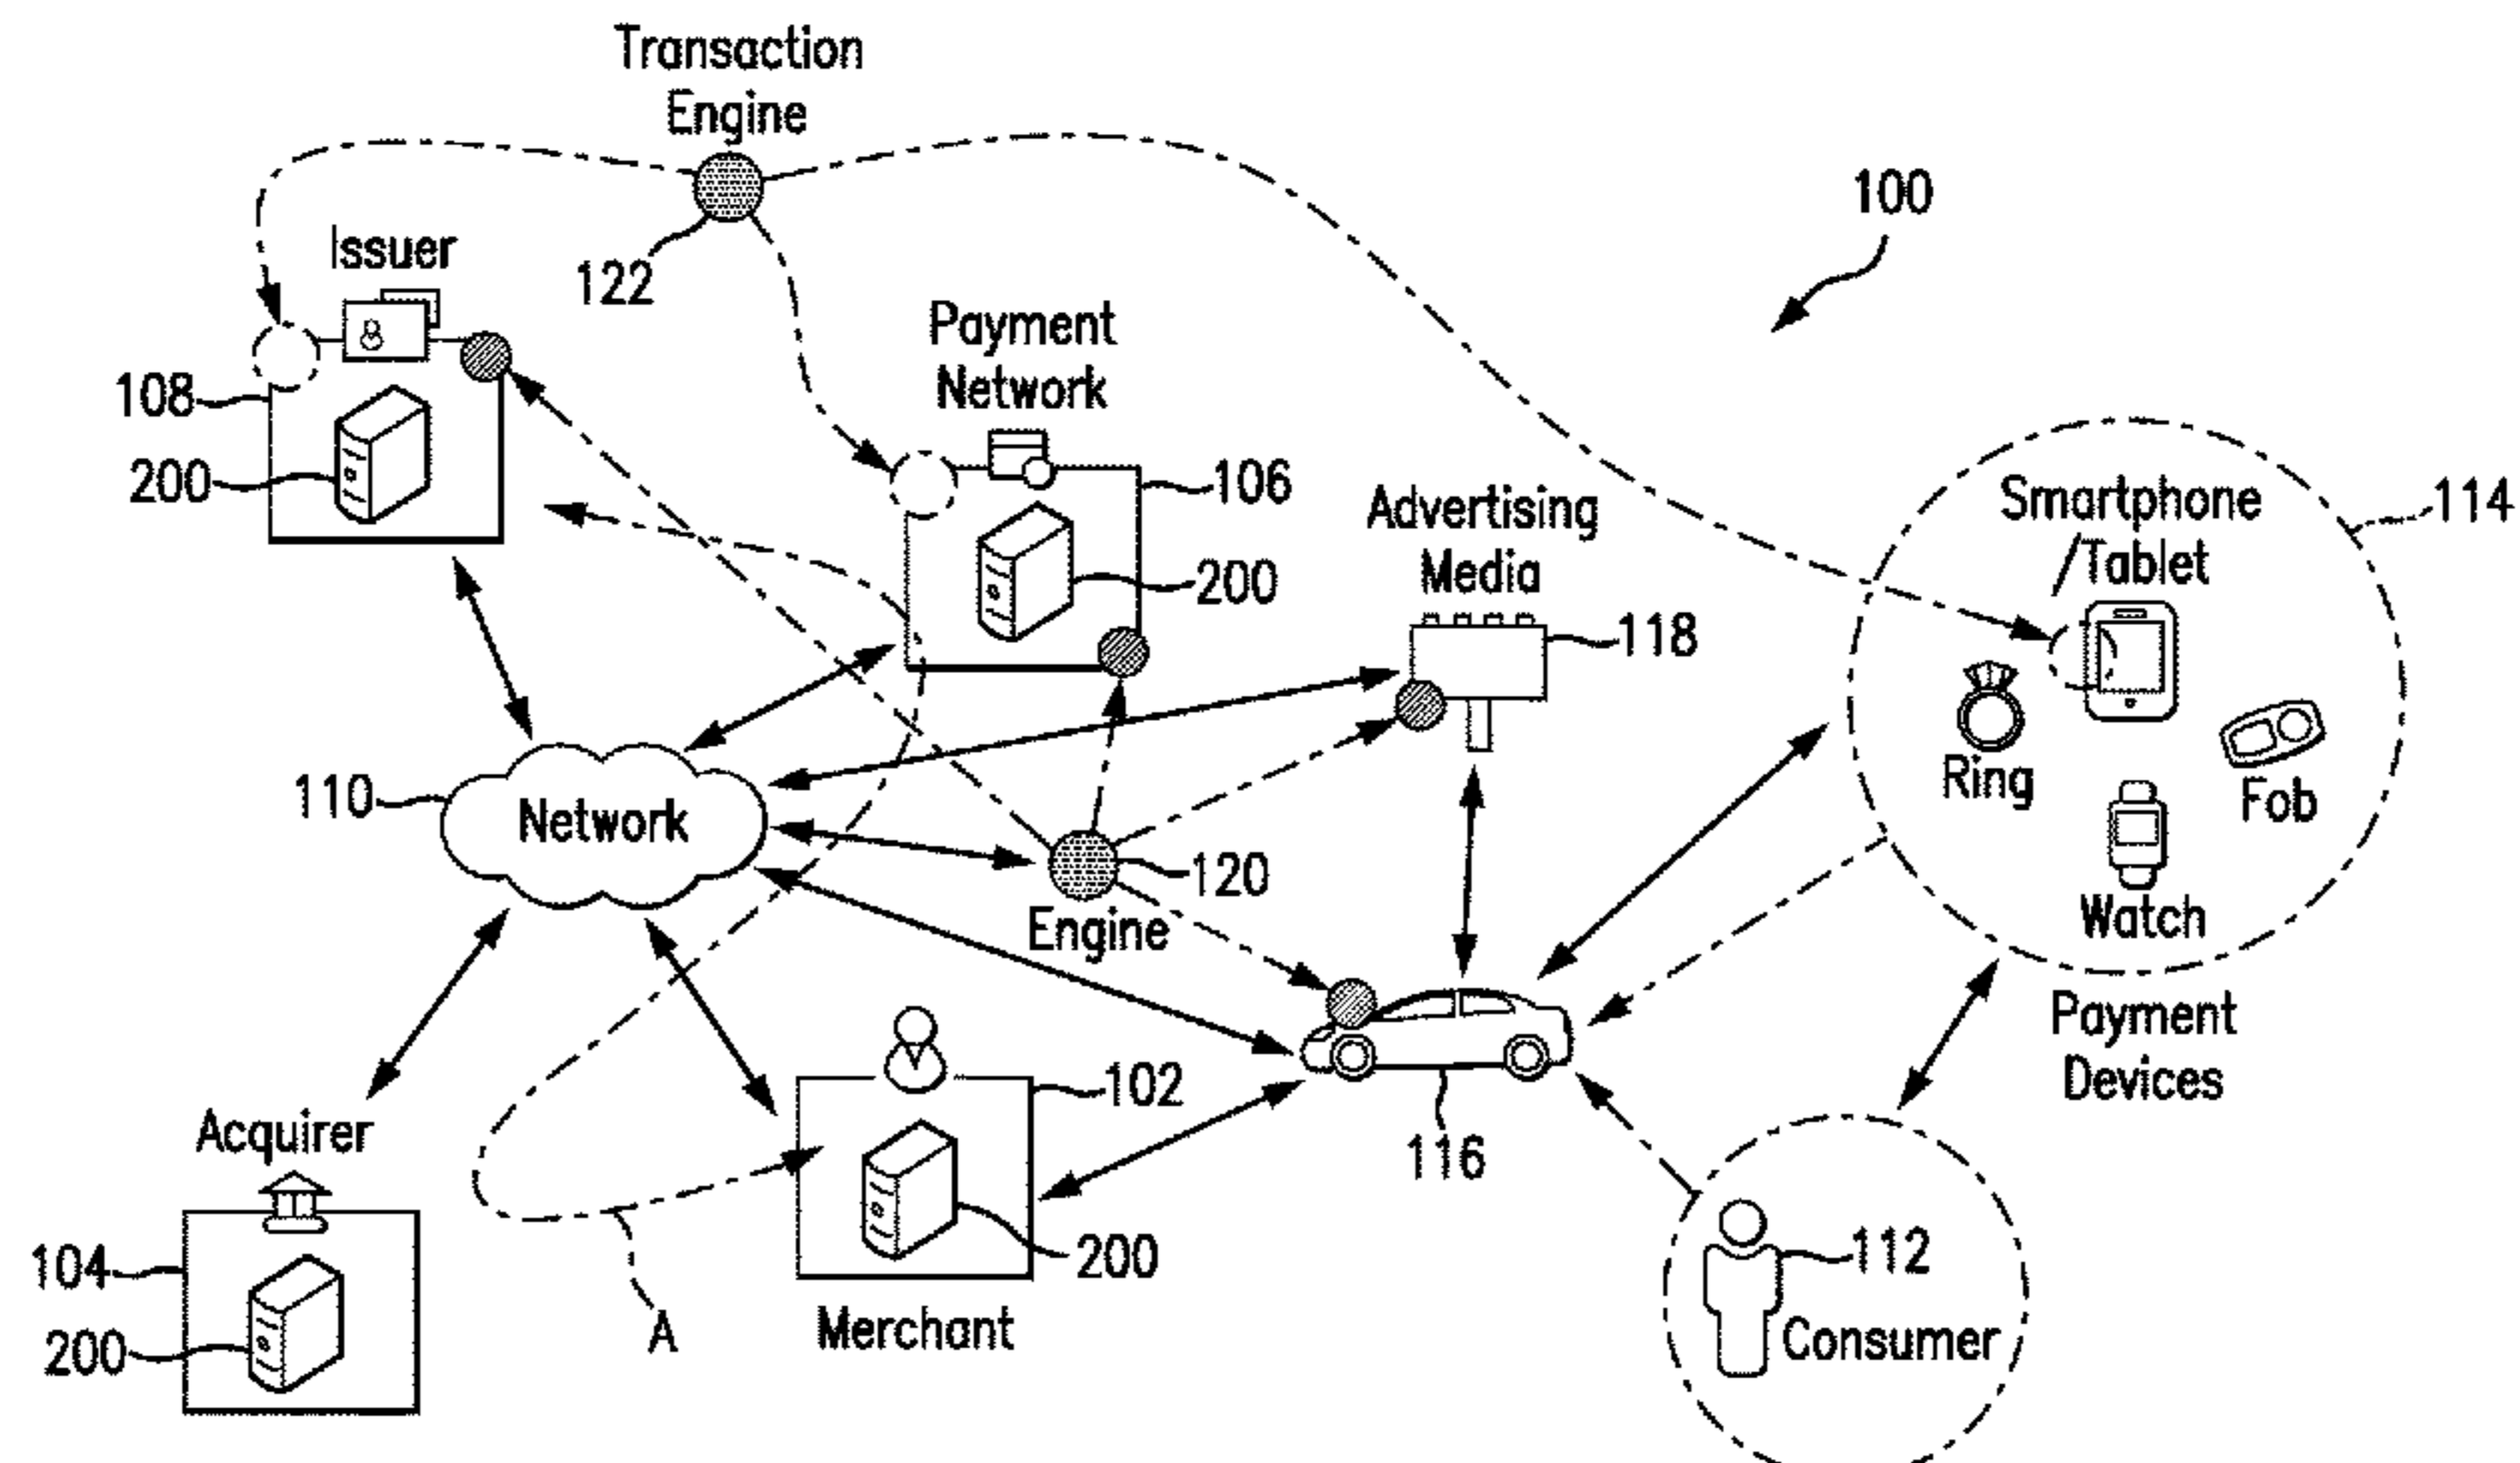 Transaction
Engine
122
100
Issuer
108
200
Payment
Network
106
200
Advertising
Media
118
Smartphone
/Tablet
114
Ring
Fob
Watch
Payment
Devices
110
Network
120
Engine
116
Acquirer
104
200
102
200
Merchant
A
112
Consumer